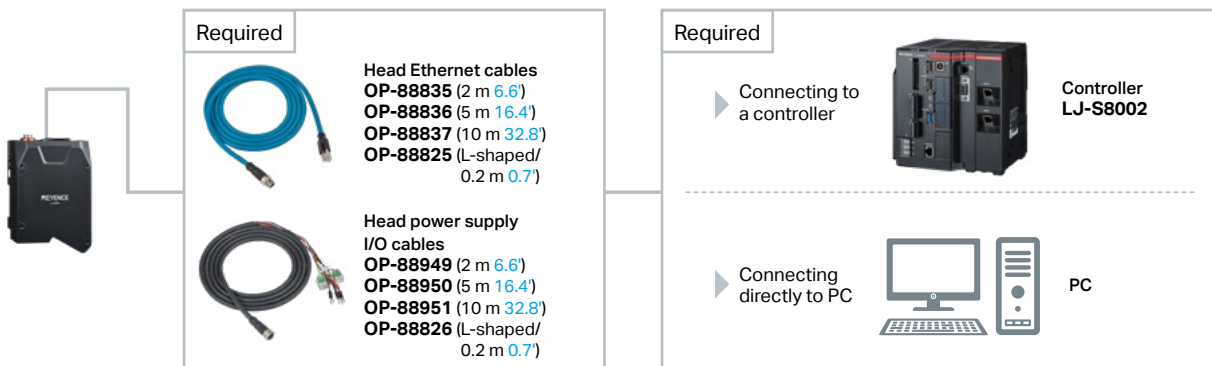 Required
Head Ethernet cables
OP-88835 (2 m 6.6')
OP-88836 (5 m 16.4')
OP-88837 (10 m 32.8')
OP-88825 (L-shaped/
0.2 m 0.7')
Head power supply
I/O cables
OP-88949 (2 m 6.6')
OP-88950 (5 m 16.4')
OP-88951 (10 m 32.8')
OP-88826 (L-shaped/
0.2 m 0.7')
KEYENCE
Required
Connecting to
a controller
Controller
LJ-S8002
Connecting
directly to PC
PC